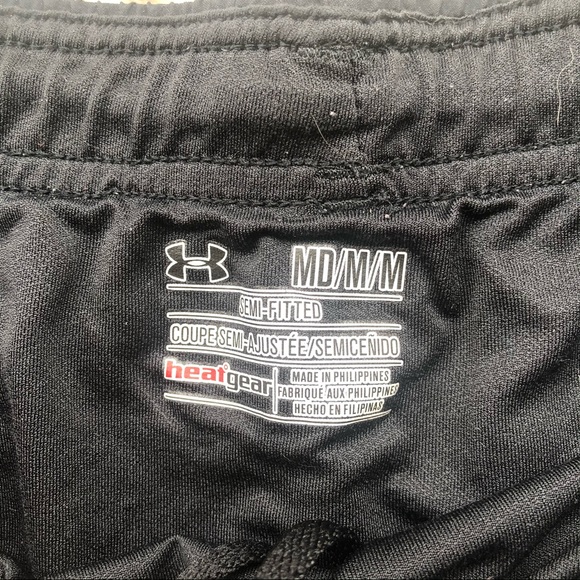 MD/M/M
SEMI-FITTED
COUPE SEMI-AJUSTÉE/SEMICEÑIDO
heatgear
MADE IN PHILIPPINES
FABRIQUÉ AUX PHILIPPINES
HECHO EN FILIPINAS